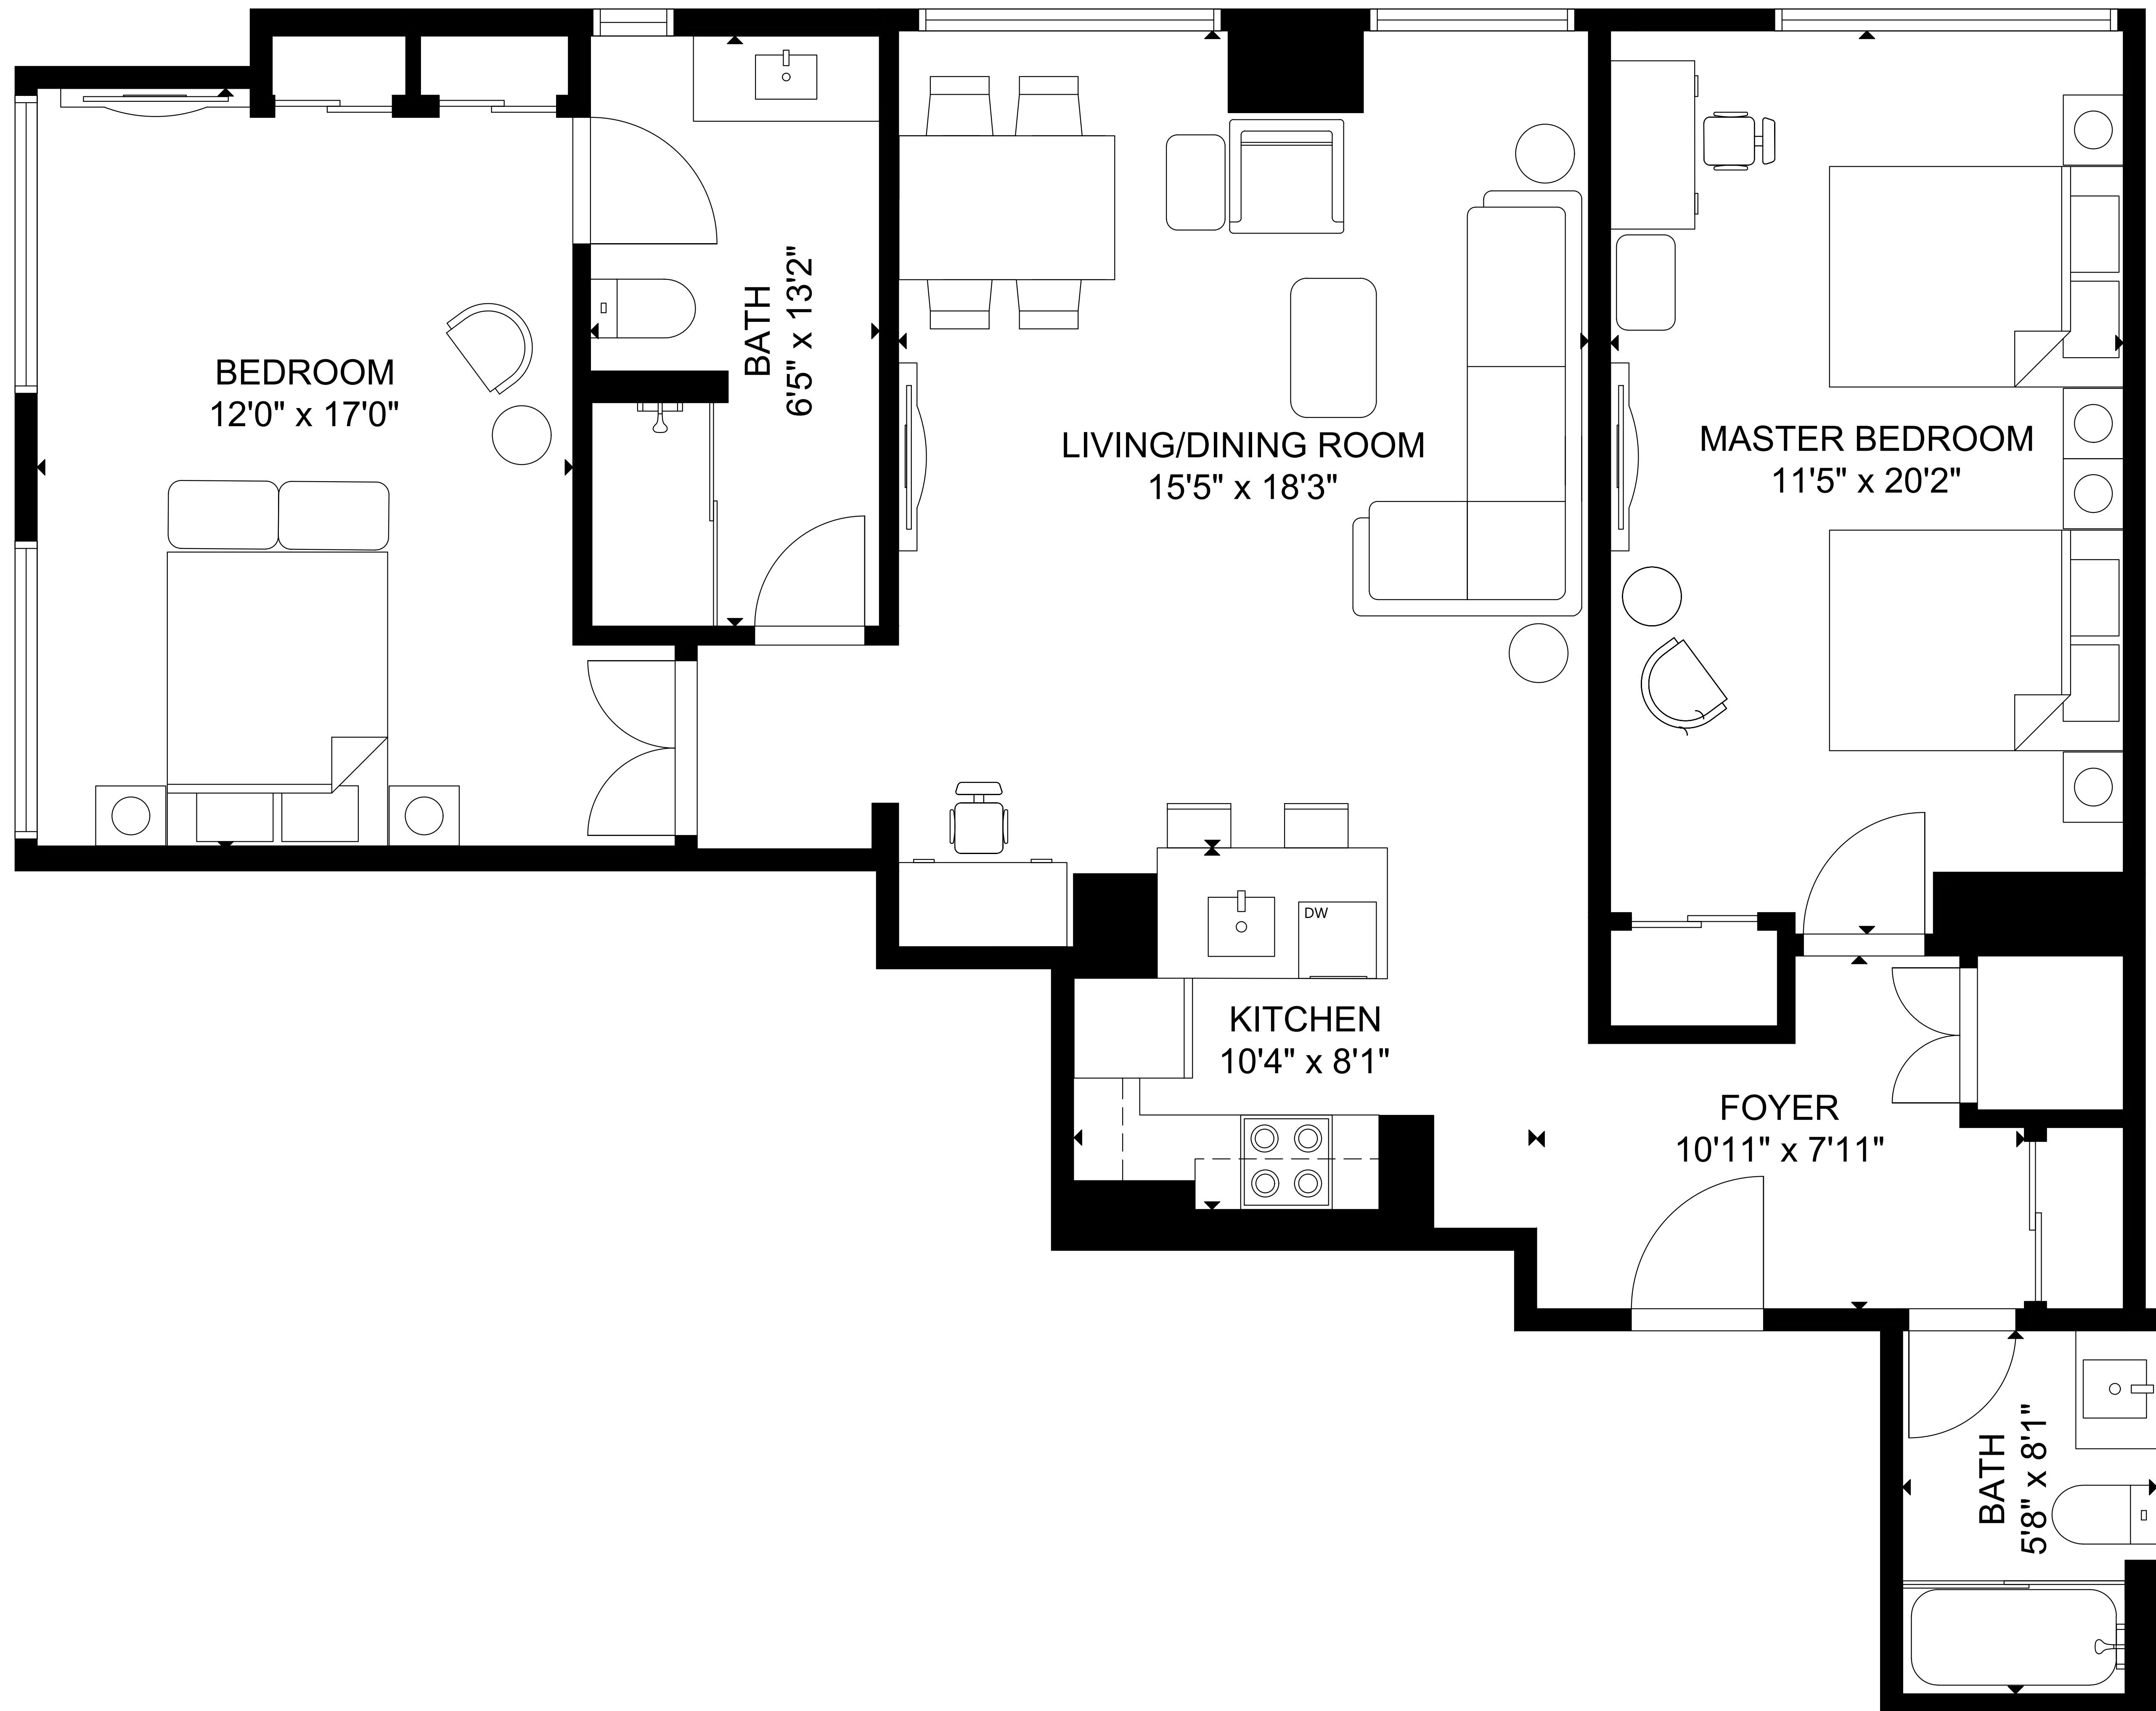 BEDROOM
12'0" x 17'0"
BATH
6'5" x 13'2"
LIVING/DINING ROOM
15'5" x 18'3"
MASTER BEDROOM
11'5" x 20'2"
DW
KITCHEN
10'4" x 8'1"
FOYER
10'11" x 7'11"
BATH
5'8" x 8'1"